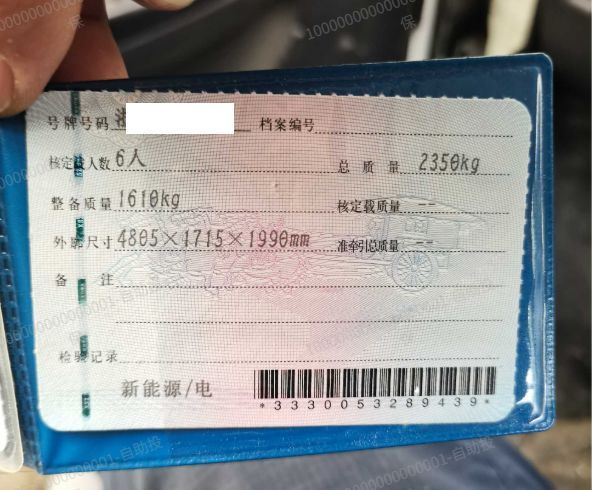 号牌号码 档案编号
核定载人数 6人 总质量 2350kg
整备质量 1610kg 核定载质量 --
外廓尺寸 4805×1715×1990mm 准牵引总质量 --
备注
检验记录
新能源/电
*3330053289439*